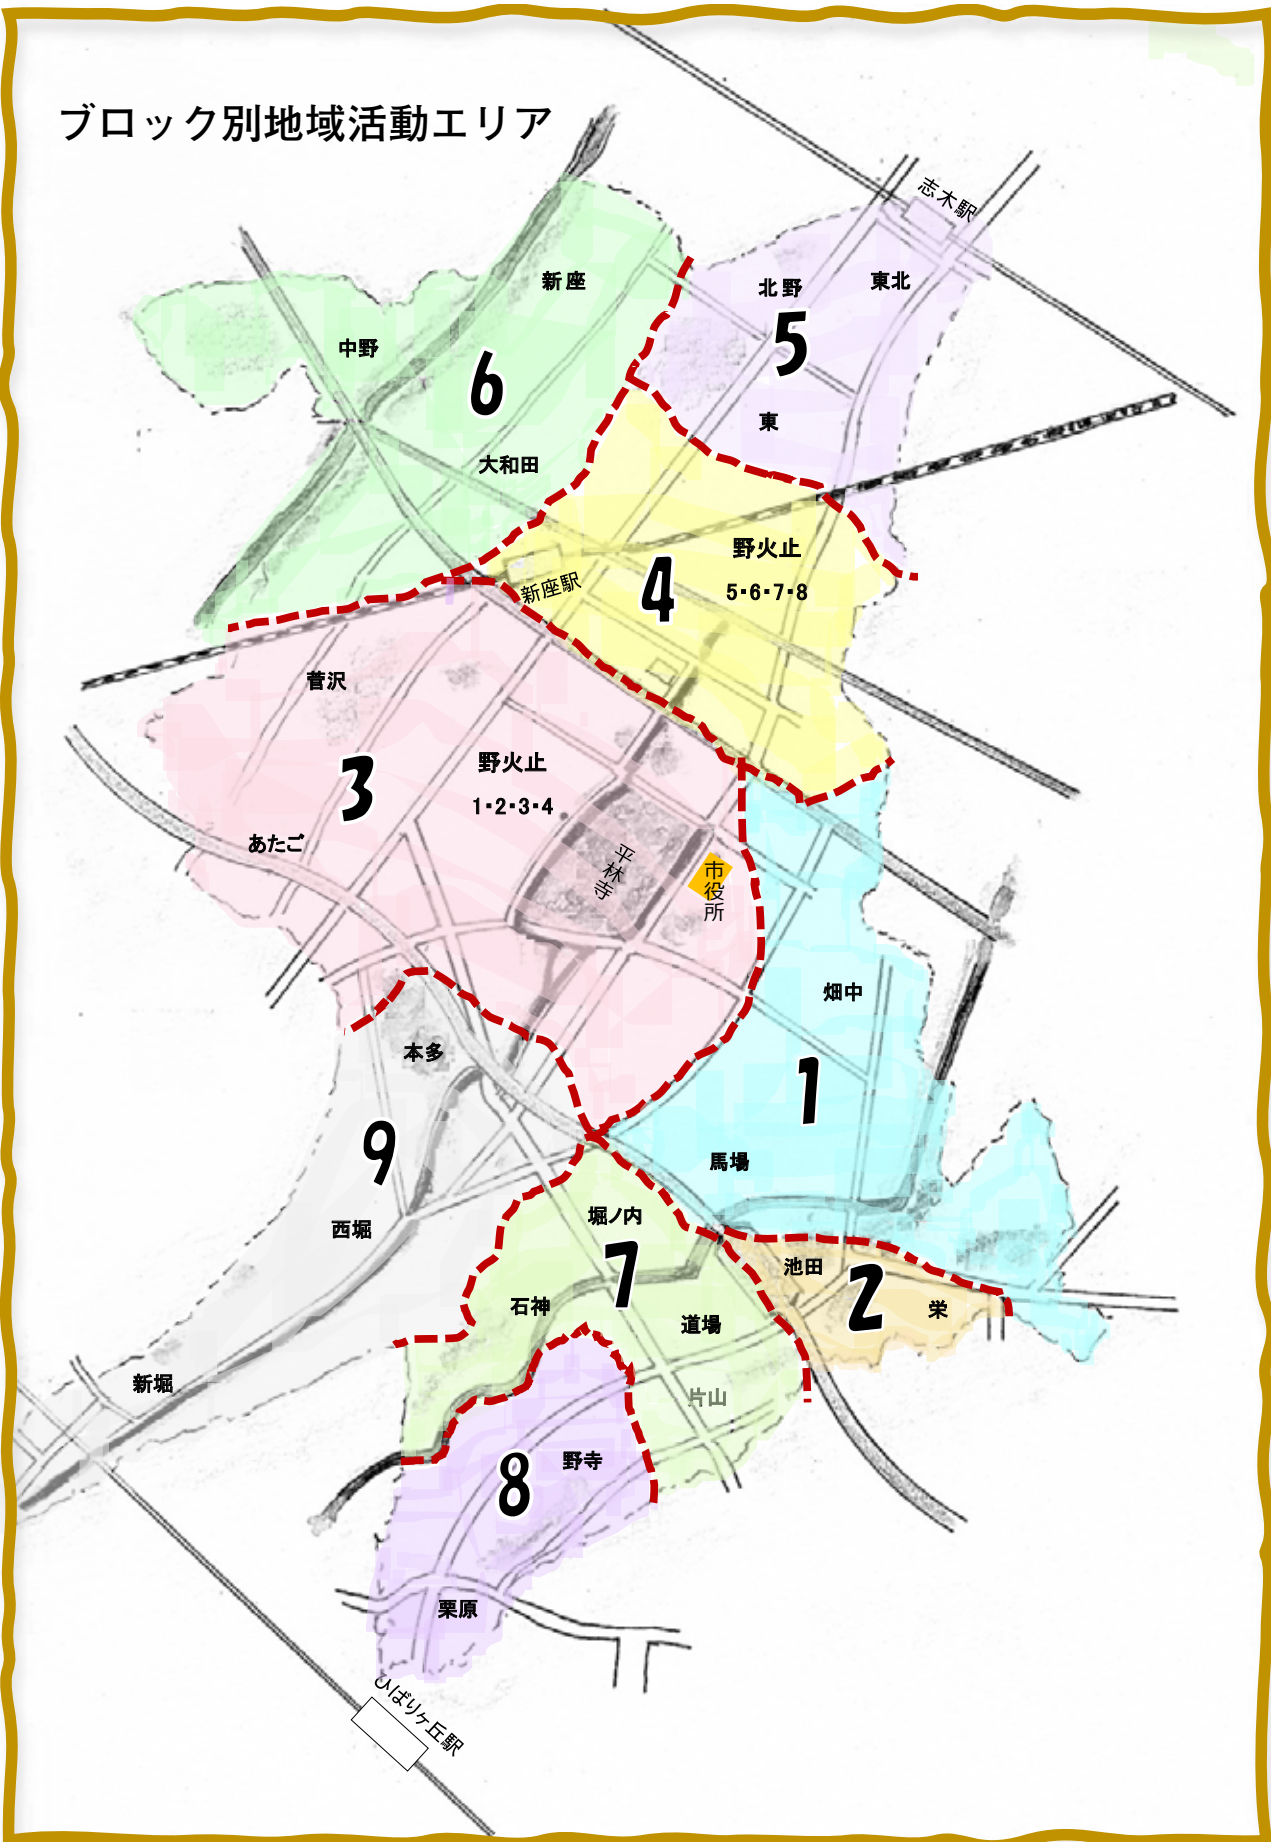 ブロック別地域活動エリア
志木駅
新座
北野
東北
5
中野
6
東
大和田
野火止
5・6・7・8
4
新座駅
菅沢
野火止
1・2・3・4
3
あたご
平林寺
市役所
畑中
本多
1
9
馬場
西堀
堀ノ内
7
池田
2
石神
道場
栄
新堀
片山
野寺
8
栗原
ひばりヶ丘駅